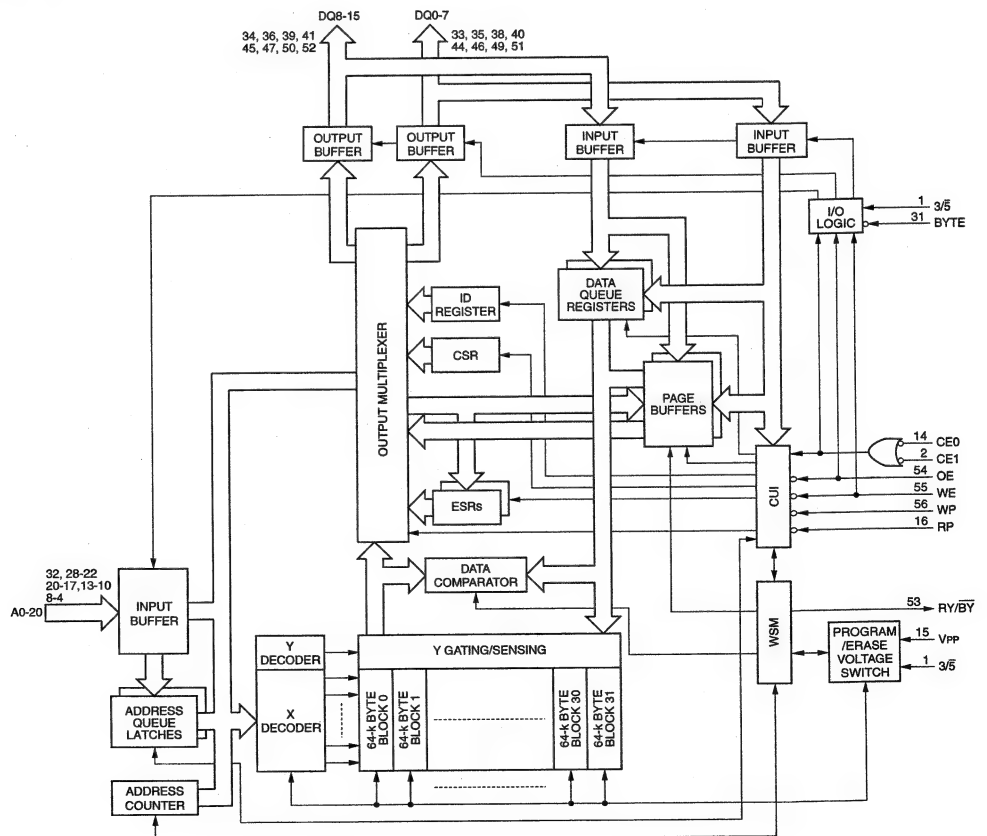 DQ8-15
DQ0-7
34, 36, 39, 41
45, 47, 50, 52
33, 35, 38, 40
44, 46, 49, 51
OUTPUT
BUFFER
OUTPUT
BUFFER
INPUT
BUFFER
INPUT
BUFFER
I/O
LOGIC
1
3/5̅
31
BYTE
OUTPUT MULTIPLEXER
ID
REGISTER
CSR
DATA
QUEUE
REGISTERS
PAGE
BUFFERS
ESRs
CUI
14
CE0
2
CE1
54
OE
55
WE
56
WP
16
RP
DATA
COMPARATOR
32, 28-22
20-17,13-10
8-4
A0-20
INPUT
BUFFER
WSM
53
RY/B̅Y̅
PROGRAM
/ERASE
VOLTAGE
SWITCH
15
VPP
1
3/5̅
Y
DECODER
X
DECODER
Y GATING/SENSING
64-k BYTE
BLOCK 0
64-k BYTE
BLOCK 1
64-k BYTE
BLOCK 30
64-k BYTE
BLOCK 31
ADDRESS
QUEUE
LATCHES
ADDRESS
COUNTER